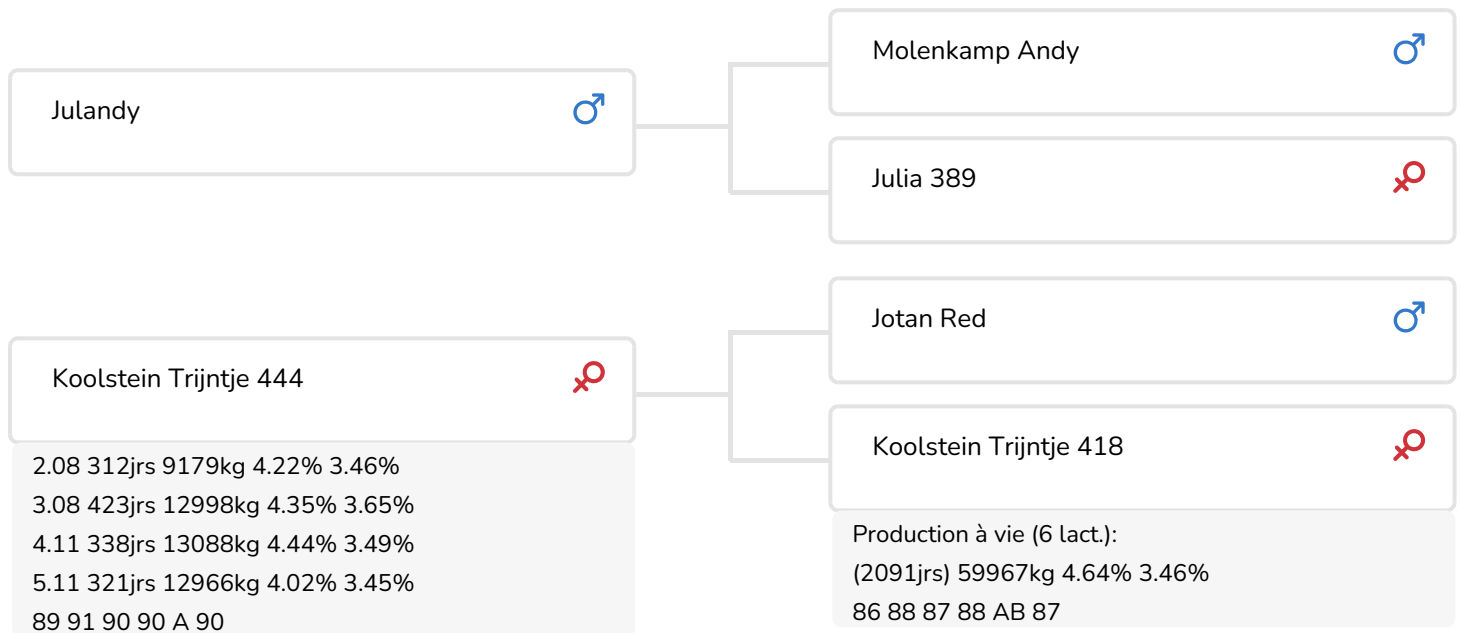 Julandy
Molenkamp Andy
Julia 389
Koolstein Trijntje 444
2.08 312jrs 9179kg 4.22% 3.46%
3.08 423jrs 12998kg 4.35% 3.65%
4.11 338jrs 13088kg 4.44% 3.49%
5.11 321jrs 12966kg 4.02% 3.45%
89 91 90 90 A 90
Jotan Red
Koolstein Trijntje 418
Production à vie (6 lact.):
(2091jrs) 59967kg 4.64% 3.46%
86 88 87 88 AB 87